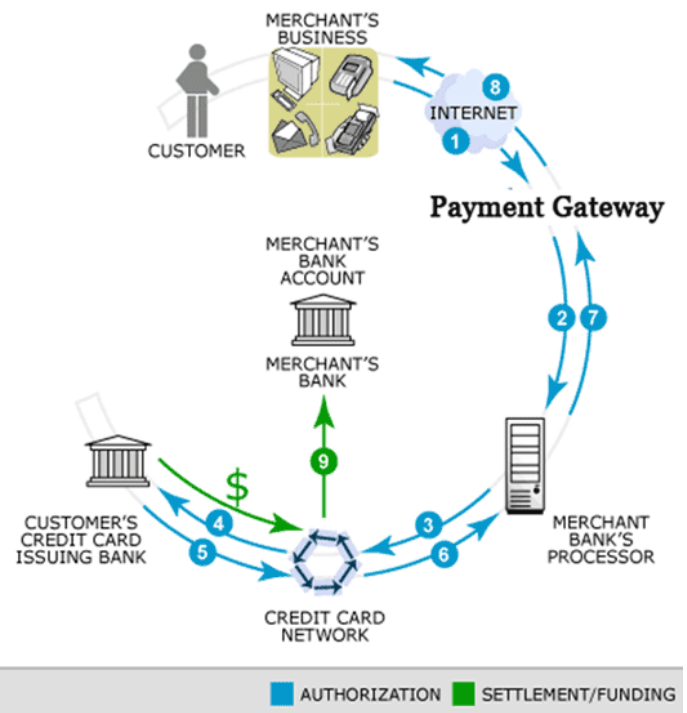 MERCHANT'S
BUSINESS
8
INTERNET
1
CUSTOMER
Payment Gateway
MERCHANT'S
BANK
ACCOUNT
2
7
MERCHANT'S
BANK
9
$
4
3
5
6
CUSTOMER'S
CREDIT CARD
ISSUING BANK
MERCHANT
BANK'S
PROCESSOR
CREDIT CARD
NETWORK
AUTHORIZATION
SETTLEMENT/FUNDING